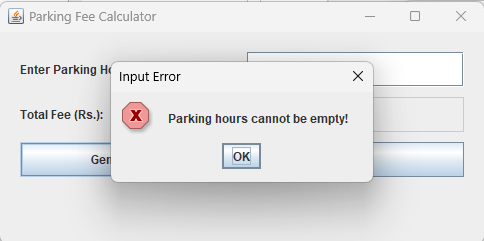 Parking Fee Calculator
Input Error
Enter Parking
Parking hours cannot be empty!
Total Fee (Rs.):
OK